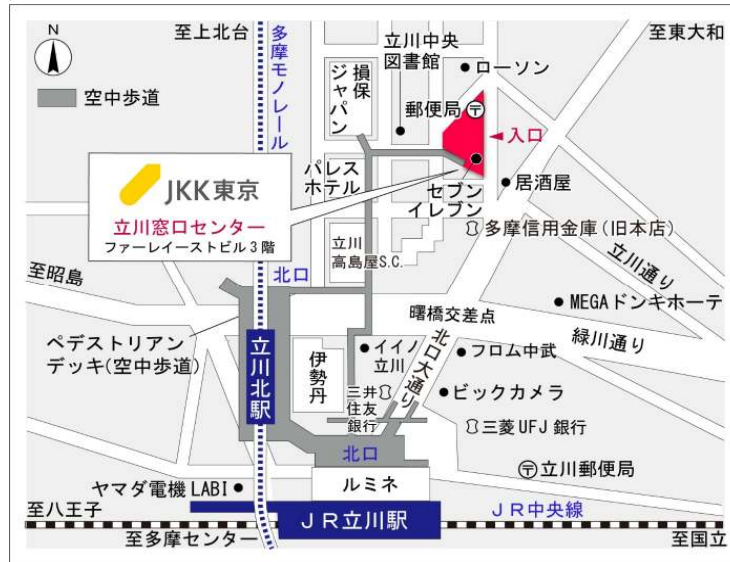 至上北台
立川中央
図書館
至東大和
N
多摩モノレール
損保
ジャパン
ローソン
空中歩道
郵便局
入口
パレス
ホテル
セブン
イレブン
居酒屋
JKK東京
立川窓口センター
ファーレイーストビル3階
多摩信用金庫(旧本店)
立川
高島屋S.C.
立川通り
至昭島
北口
MEGAドンキホーテ
曙橋交差点
緑川通り
ペデストリアン
デッキ(空中歩道)
立川北駅
伊勢丹
イイノ
立川
北口大通り
フロム中武
三井
住友
銀行
ビックカメラ
三菱UFJ銀行
北口
立川郵便局
ヤマダ電機LABI
ルミネ
至八王子
JR立川駅
JR中央線
至多摩センター
至国立